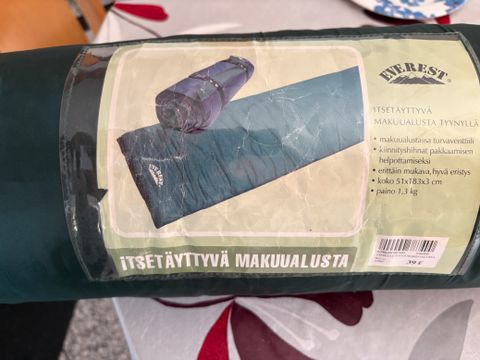 EVEREST
ITSETÄYTTYVÄ
MAKUUALUSTA TYYNYLLÄ
• makuualustassa turvaventtiili
• kiinnityshihnat pakkaamisen
helpottamiseksi
• erittäin mukava, hyvä eristys
• koko 51x183x3 cm
• paino 1,3 kg
39 €
EVEREST
iTSETÄYTTYVÄ MAKUUALUSTA